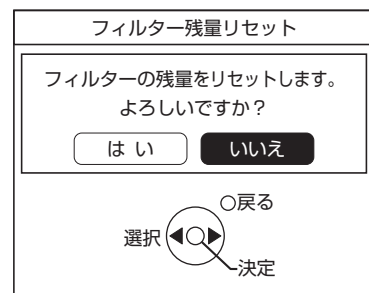 フィルター残量リセット
フィルターの残量をリセットします。
よろしいですか？
はい いいえ
○戻る
選択
決定